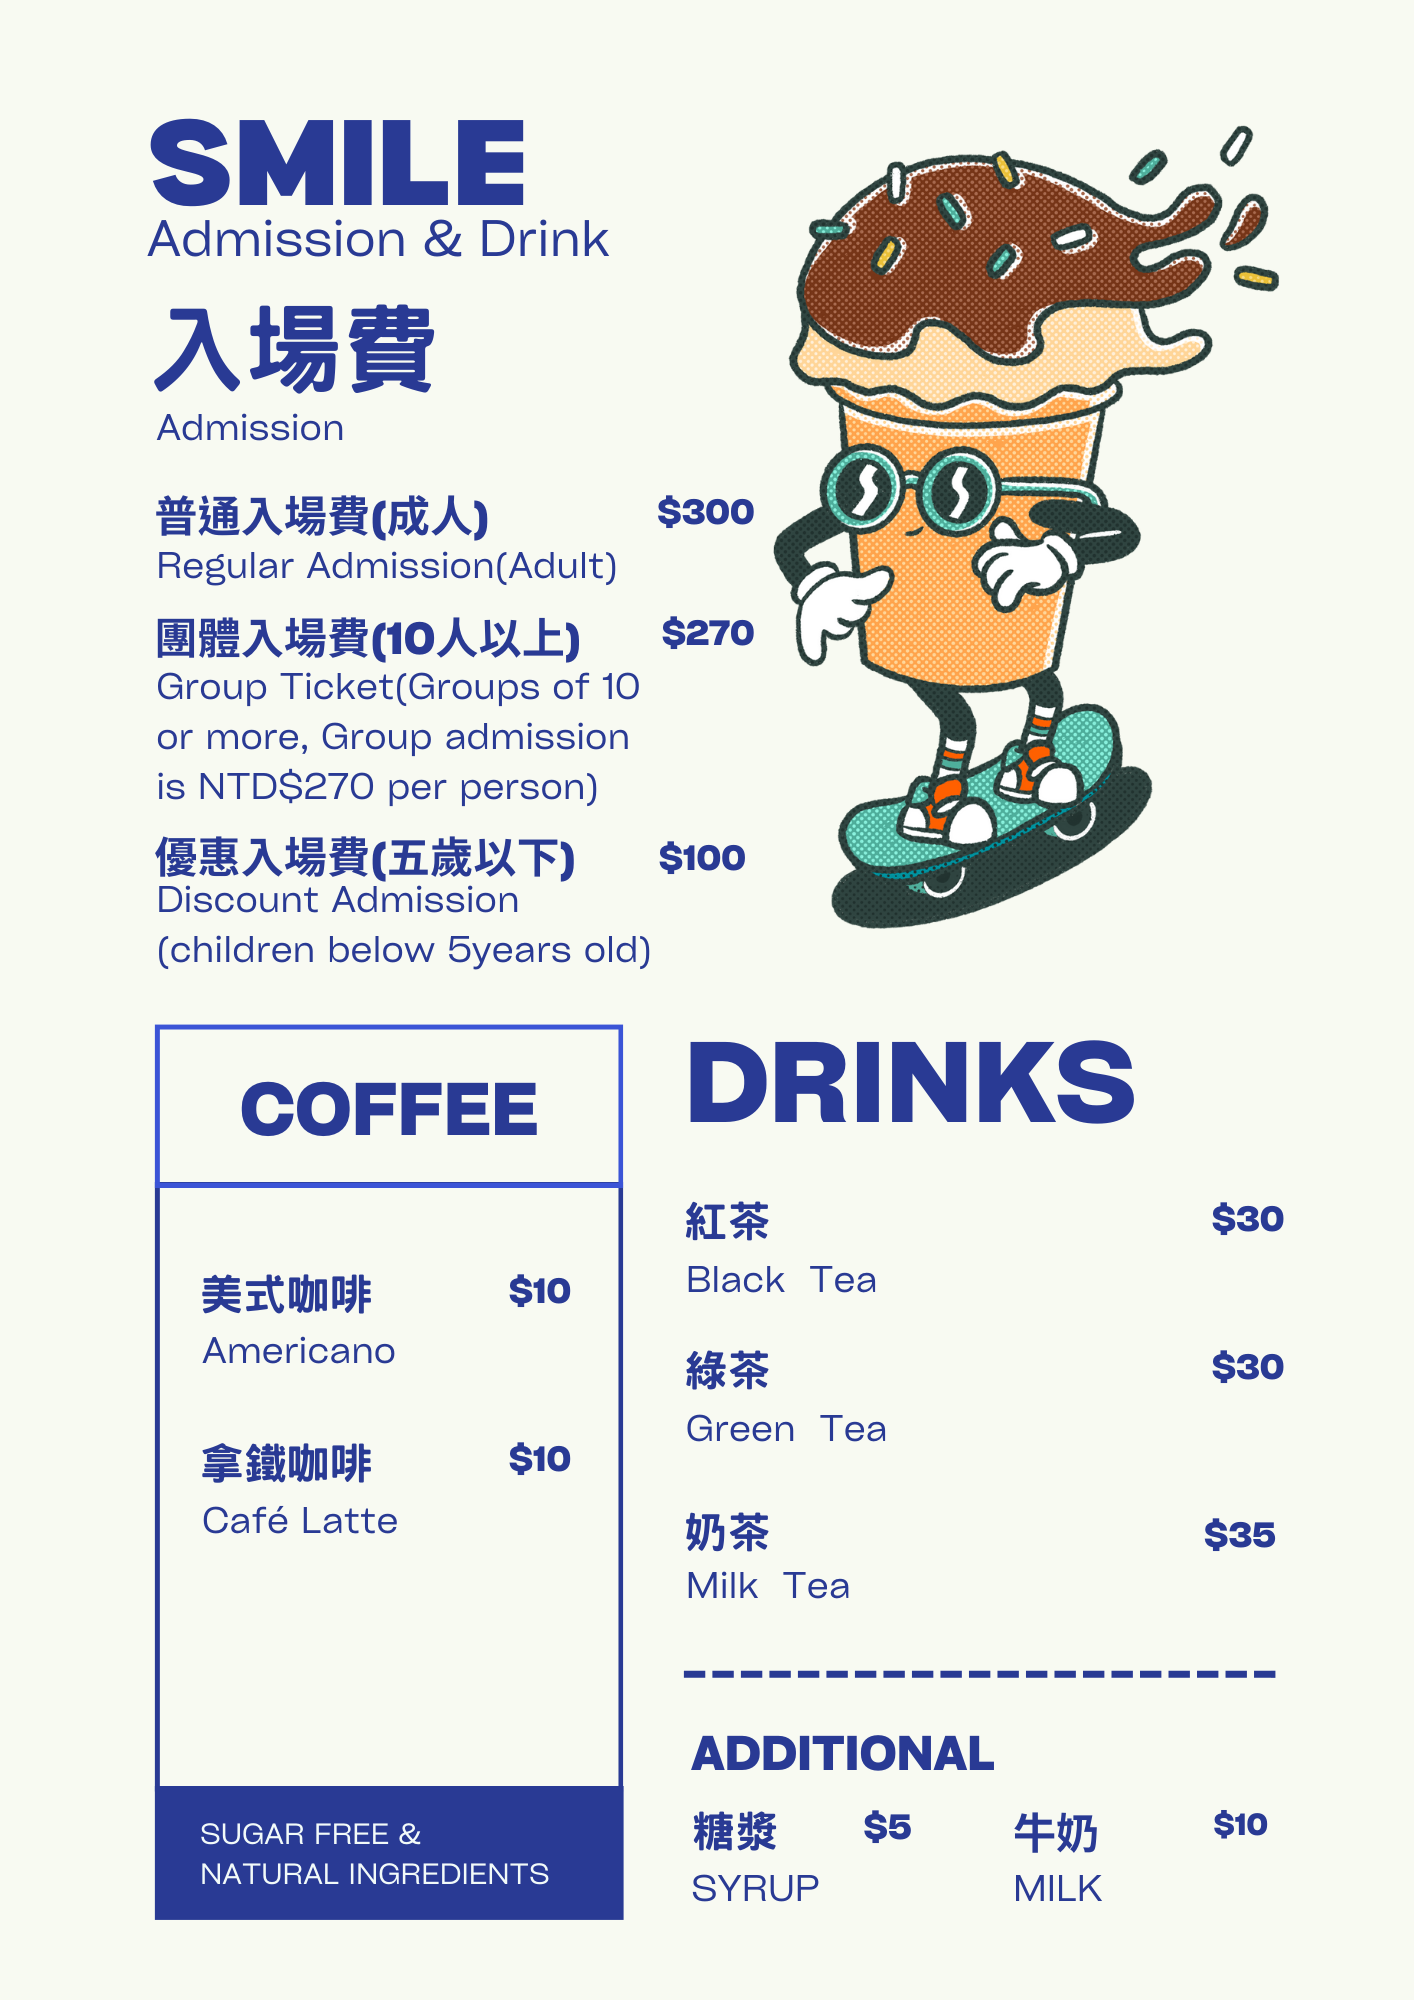 SMILE
Admission & Drink
入場費
Admission
普通入場費(成人) $300
Regular Admission(Adult)
團體入場費(10人以上) $270
Group Ticket(Groups of 10
or more, Group admission
is NTD$270 per person)
優惠入場費(五歲以下) $100
Discount Admission
(children below 5years old)
COFFEE
美式咖啡 $10
Americano
拿鐵咖啡 $10
Café Latte
SUGAR FREE &
NATURAL INGREDIENTS
DRINKS
紅茶 $30
Black Tea
綠茶 $30
Green Tea
奶茶 $35
Milk Tea
ADDITIONAL
糖漿 $5 牛奶 $10
SYRUP MILK